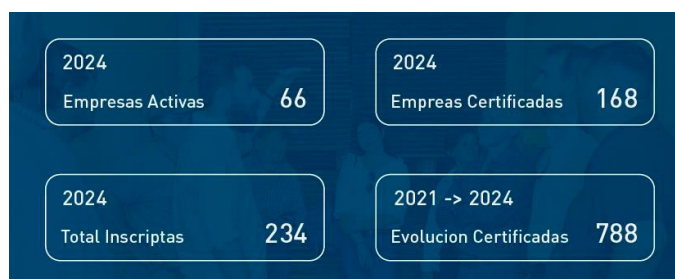 2024
Empresas Activas 66
2024
Empreas Certificadas 168
2024
Total Inscriptas 234
2021 -> 2024
Evolucion Certificadas 788